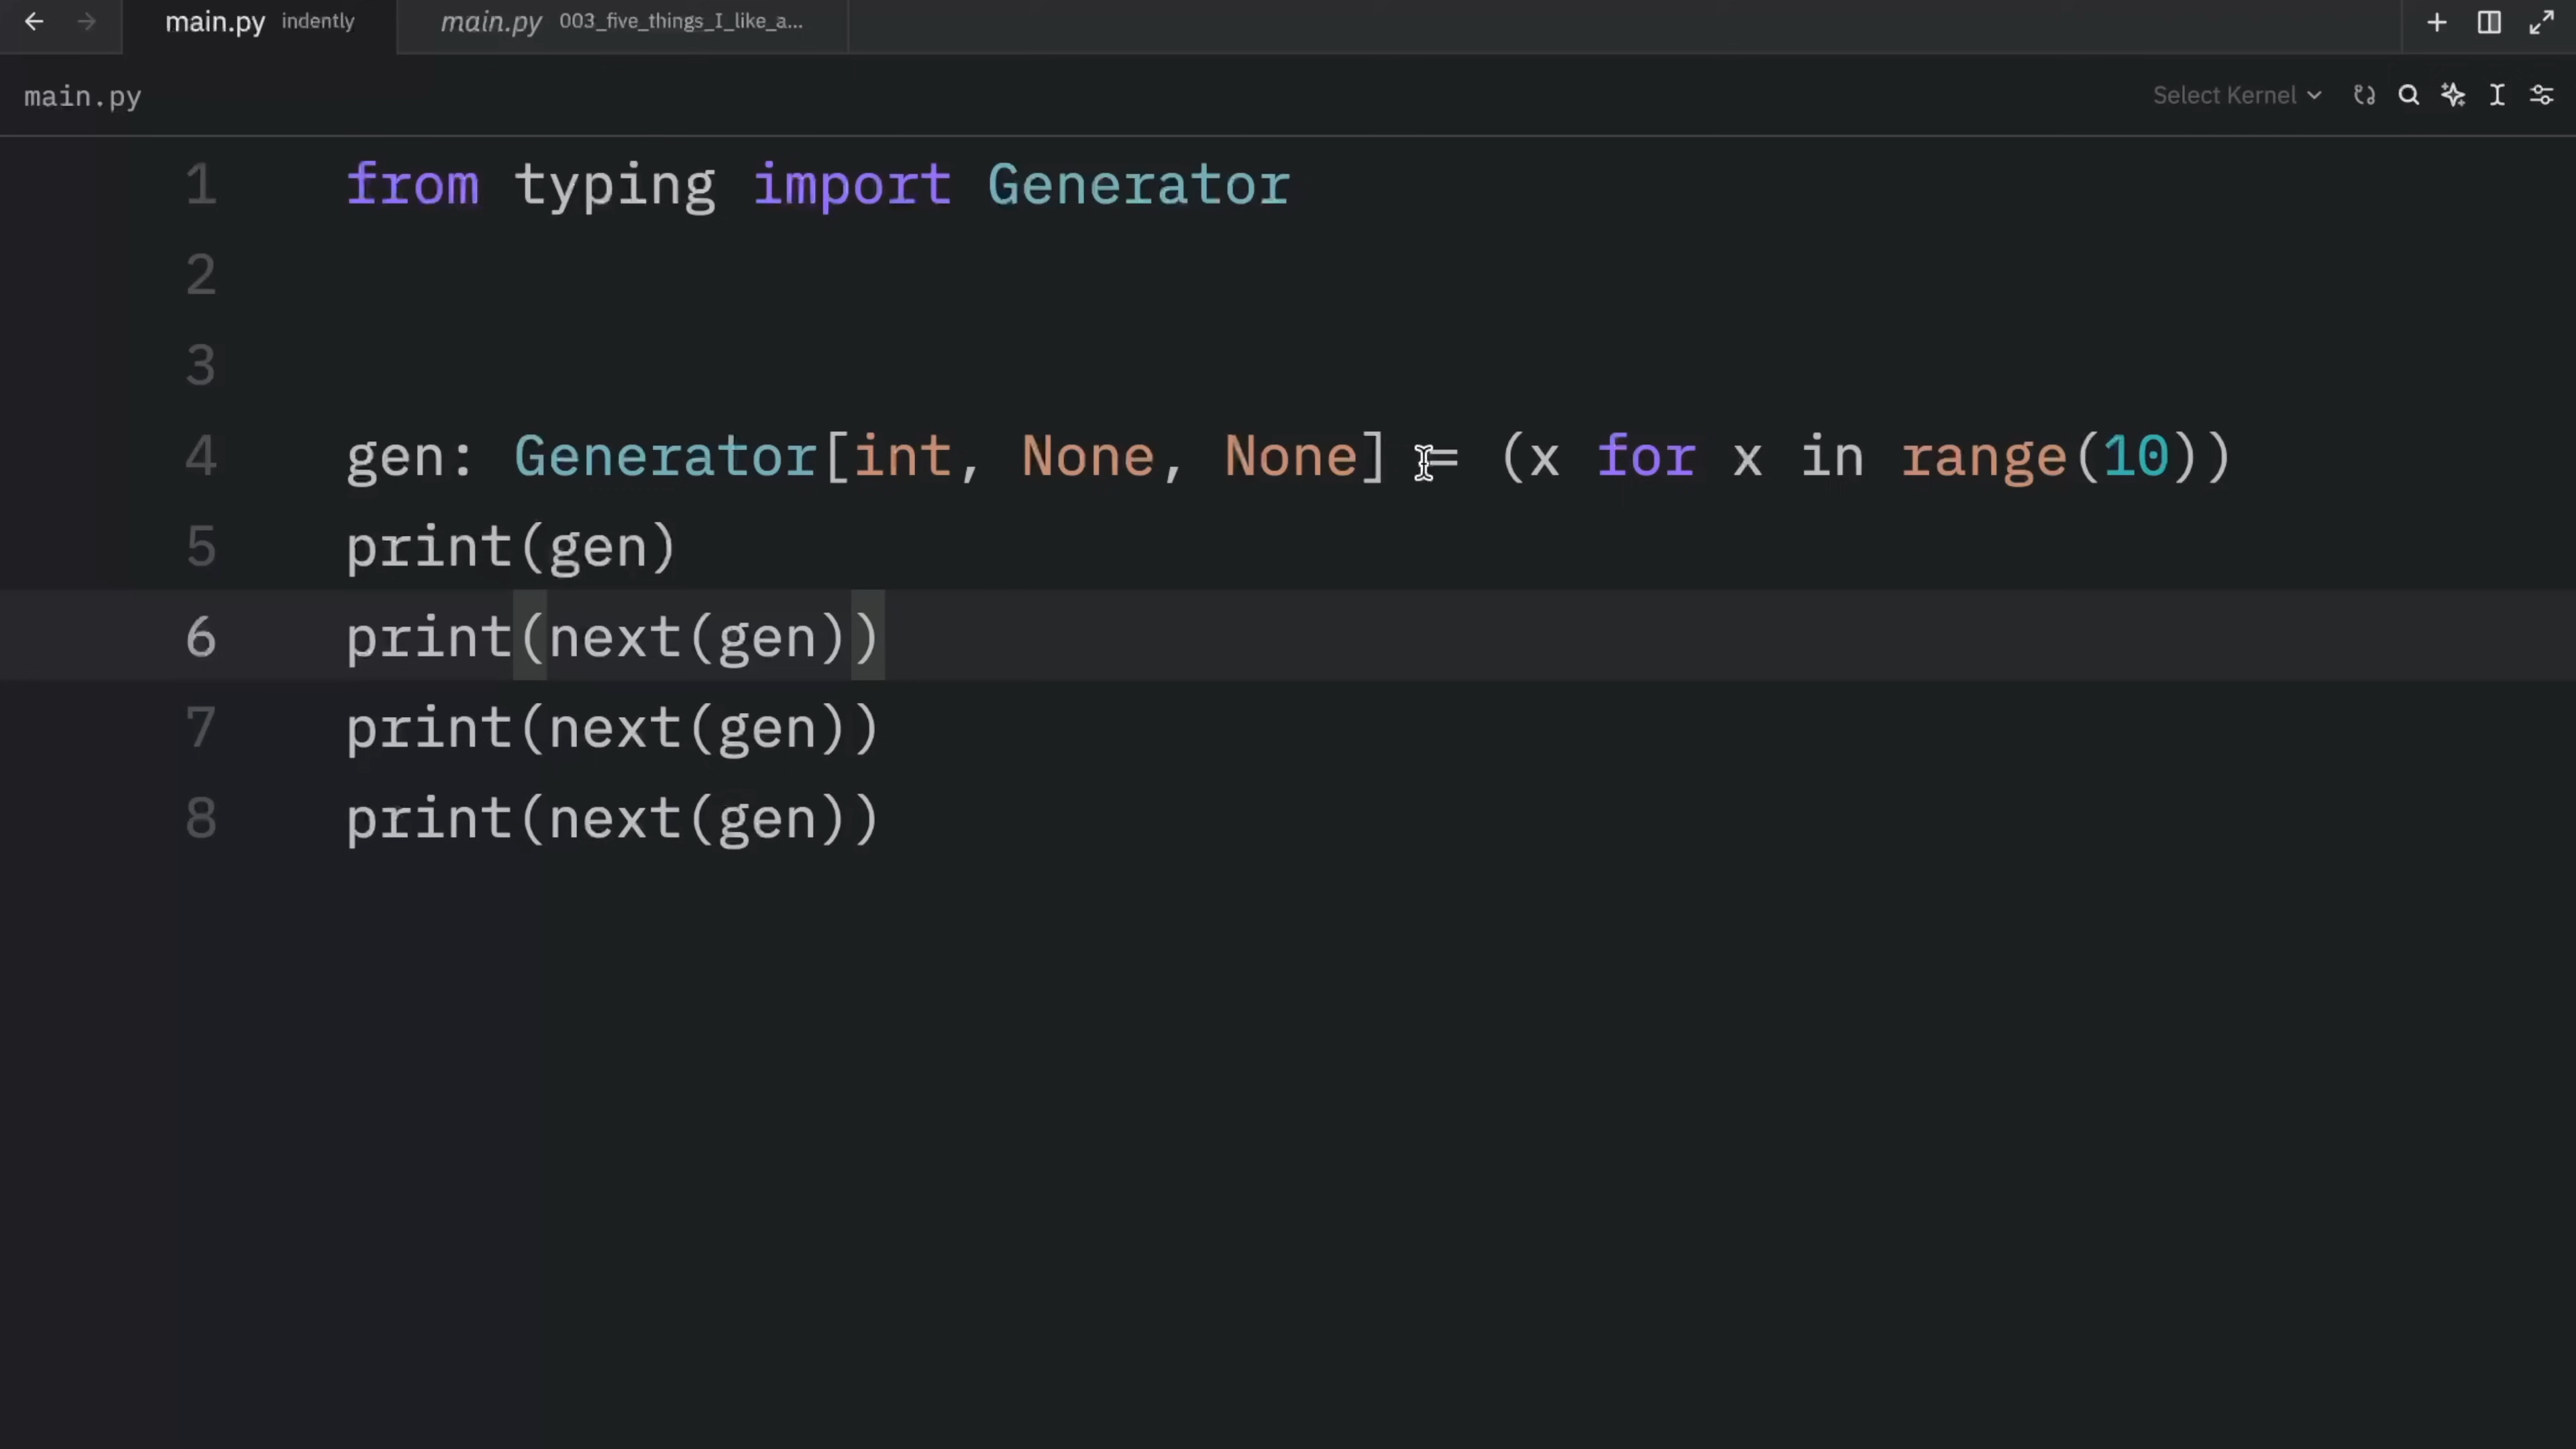 main.py indently main.py 003_five_things_I_like_a...
main.py Select Kernel
1 from typing import Generator
2
3
4 gen: Generator[int, None, None] = (x for x in range(10))
5 print(gen)
6 print(next(gen))
7 print(next(gen))
8 print(next(gen))